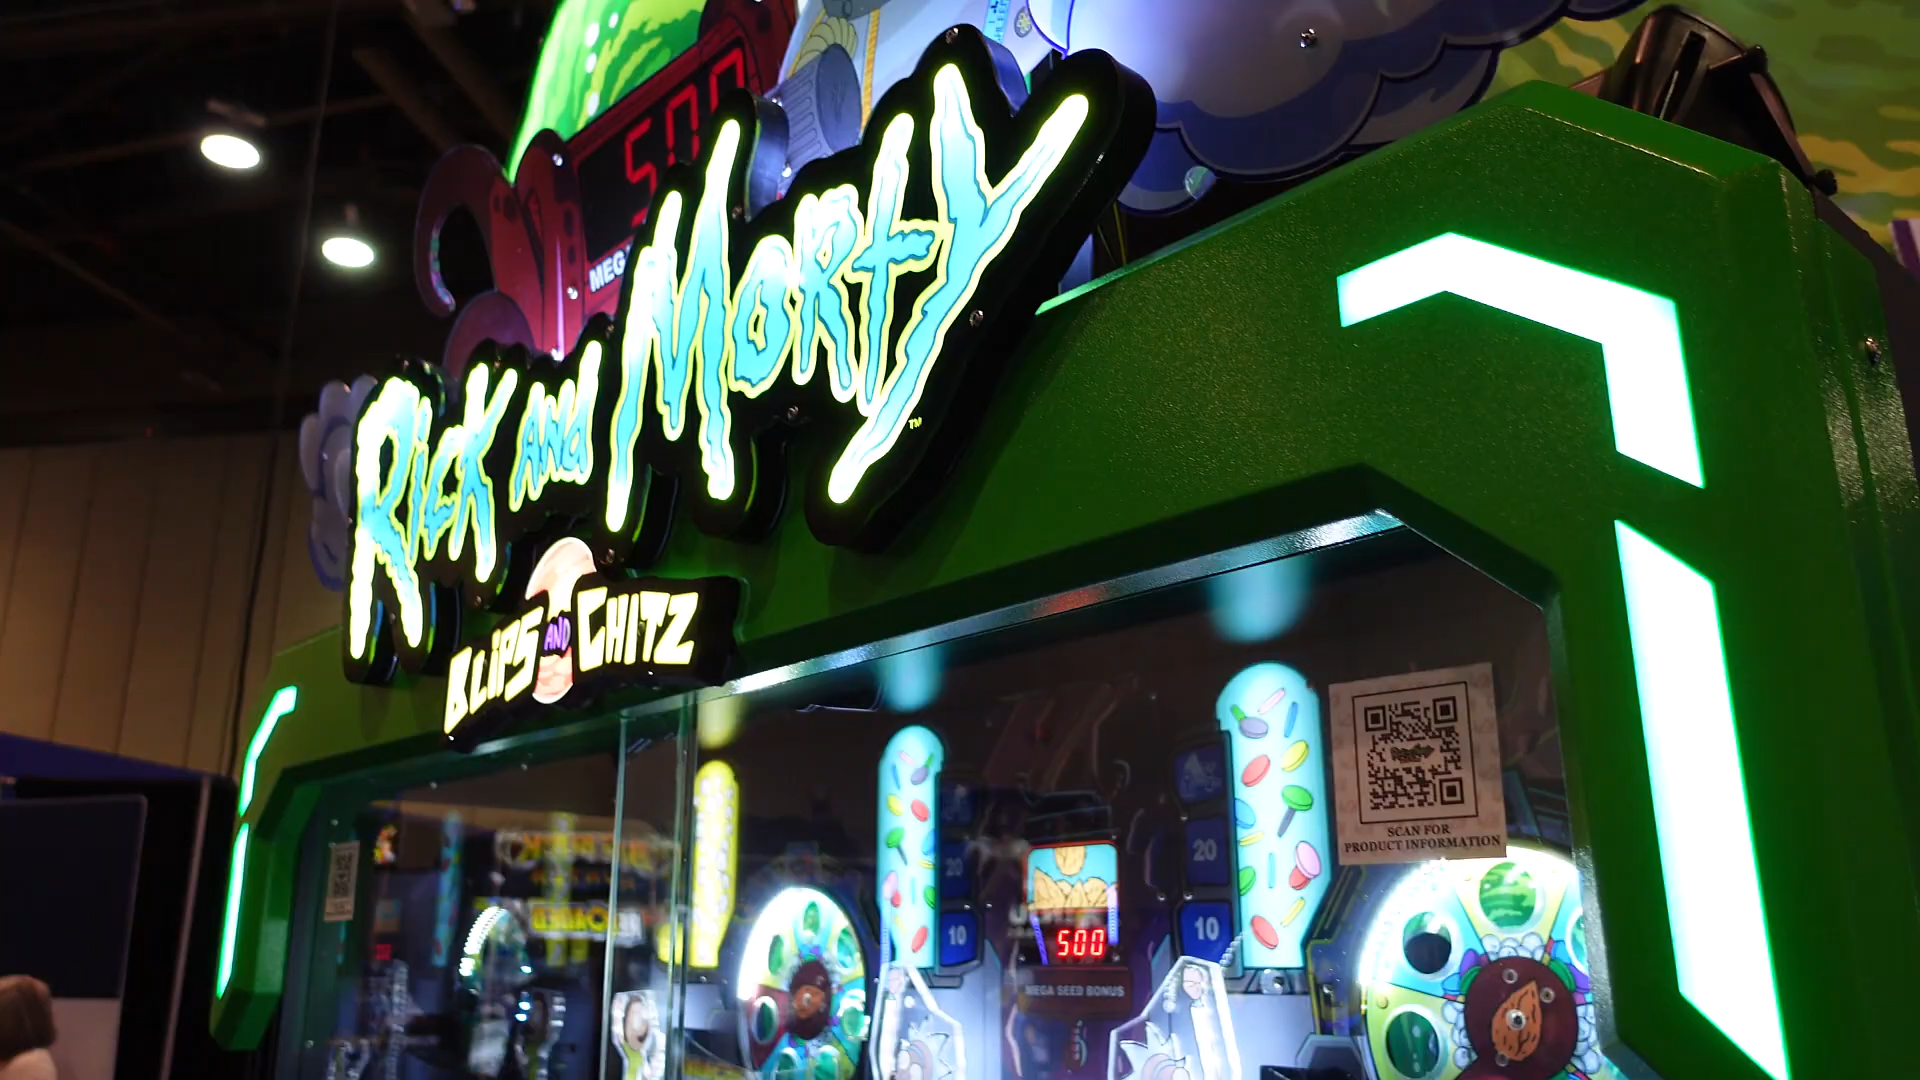 500
MEGA
RICK AND MORTY
™
BLIPS AND CHITZ
SCAN FOR
PRODUCT INFORMATION
20
10
20
10
500
MEGA SEED BONUS